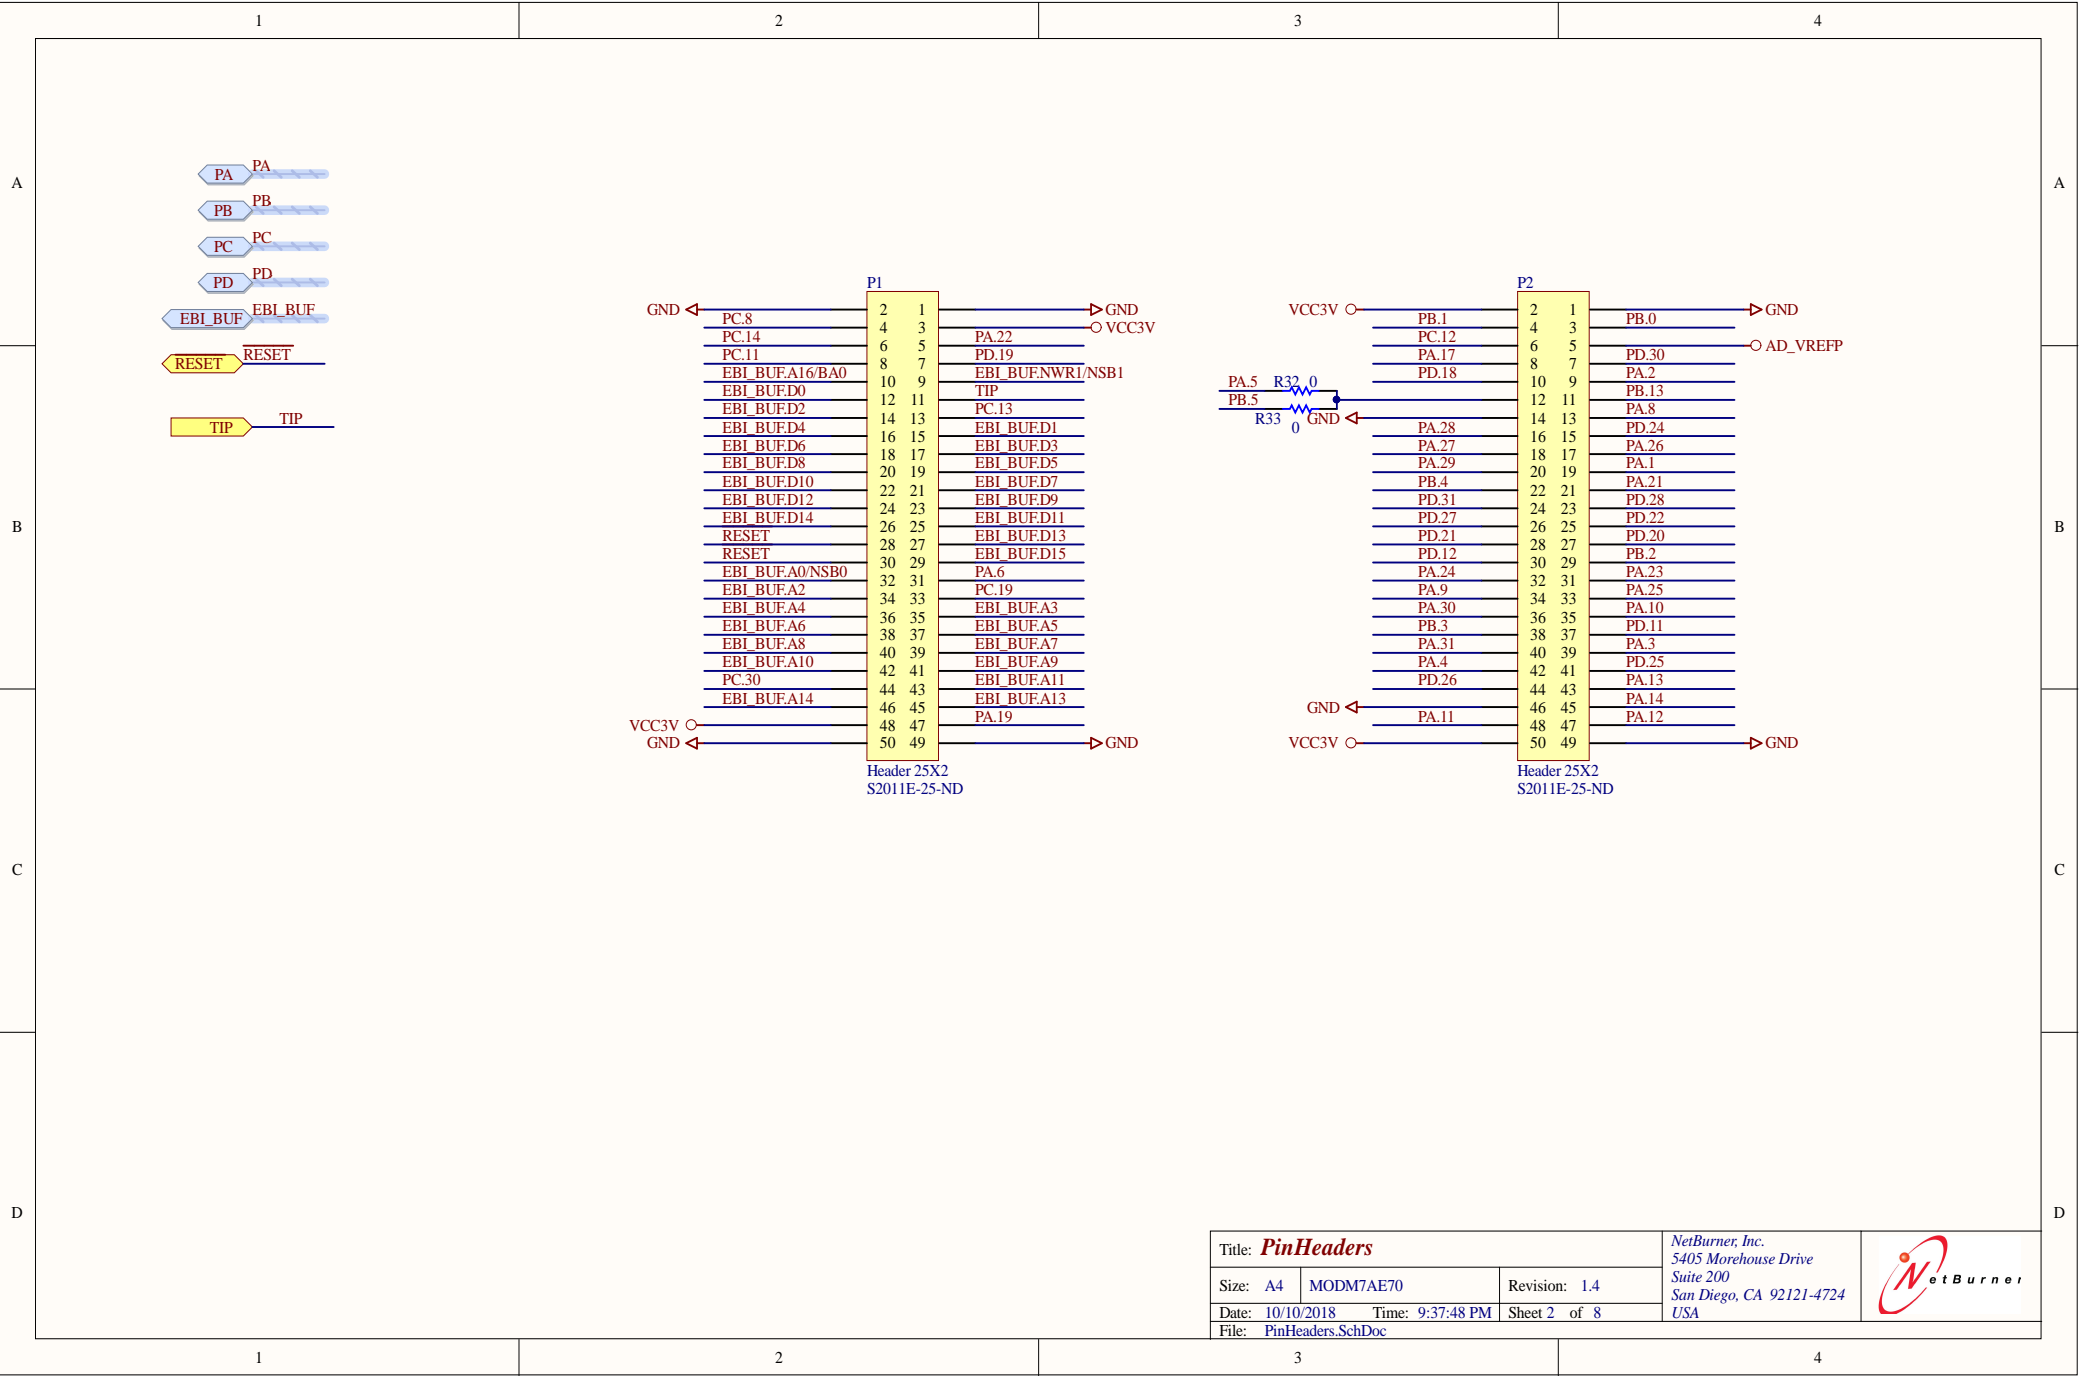 1 2 3 4
A A
PA PA
PB PB
PC PC
PD PD
EBI_BUF EBI_BUF
RESET RESET
TIP TIP
P1
GND 2 1 GND
PC.8 4 3 VCC3V
PC.14 6 5 PA.22
PC.11 8 7 PD.19
EBI_BUF.A16/BA0 10 9 EBI_BUF.NWR1/NSB1
EBI_BUF.D0 12 11 TIP
EBI_BUF.D2 14 13 PC.13
EBI_BUF.D4 16 15 EBI_BUF.D1
EBI_BUF.D6 18 17 EBI_BUF.D3
EBI_BUF.D8 20 19 EBI_BUF.D5
EBI_BUF.D10 22 21 EBI_BUF.D7
EBI_BUF.D12 24 23 EBI_BUF.D9
EBI_BUF.D14 26 25 EBI_BUF.D11
RESET 28 27 EBI_BUF.D13
RESET 30 29 EBI_BUF.D15
EBI_BUF.A0/NSB0 32 31 PA.6
EBI_BUF.A2 34 33 PC.19
EBI_BUF.A4 36 35 EBI_BUF.A3
EBI_BUF.A6 38 37 EBI_BUF.A5
EBI_BUF.A8 40 39 EBI_BUF.A7
EBI_BUF.A10 42 41 EBI_BUF.A9
PC.30 44 43 EBI_BUF.A11
EBI_BUF.A14 46 45 EBI_BUF.A13
VCC3V 48 47 PA.19
GND 50 49 GND
Header 25X2
S2011E-25-ND
P2
VCC3V 2 1 GND
PB.1 4 3 PB.0
PC.12 6 5 AD_VREFP
PA.17 8 7 PD.30
PD.18 10 9 PA.2
PA.5 R32 0
PB.5 12 11 PB.13
R33 0 GND 14 13 PA.8
PA.28 16 15 PD.24
PA.27 18 17 PA.26
PA.29 20 19 PA.1
PB.4 22 21 PA.21
PD.31 24 23 PD.28
PD.27 26 25 PD.22
PD.21 28 27 PD.20
PD.12 30 29 PB.2
PA.24 32 31 PA.23
PA.9 34 33 PA.25
PA.30 36 35 PA.10
PB.3 38 37 PD.11
PA.31 40 39 PA.3
PA.4 42 41 PD.25
PD.26 44 43 PA.13
GND 46 45 PA.14
PA.11 48 47 PA.12
VCC3V 50 49 GND
Header 25X2
S2011E-25-ND
B B
C C
D D
Title: PinHeaders
Size: A4 MODM7AE70 Revision: 1.4
Date: 10/10/2018 Time: 9:37:48 PM Sheet 2 of 8
File: PinHeaders.SchDoc
NetBurner, Inc.
5405 Morehouse Drive
Suite 200
San Diego, CA 92121-4724
USA
NetBurner
1 2 3 4